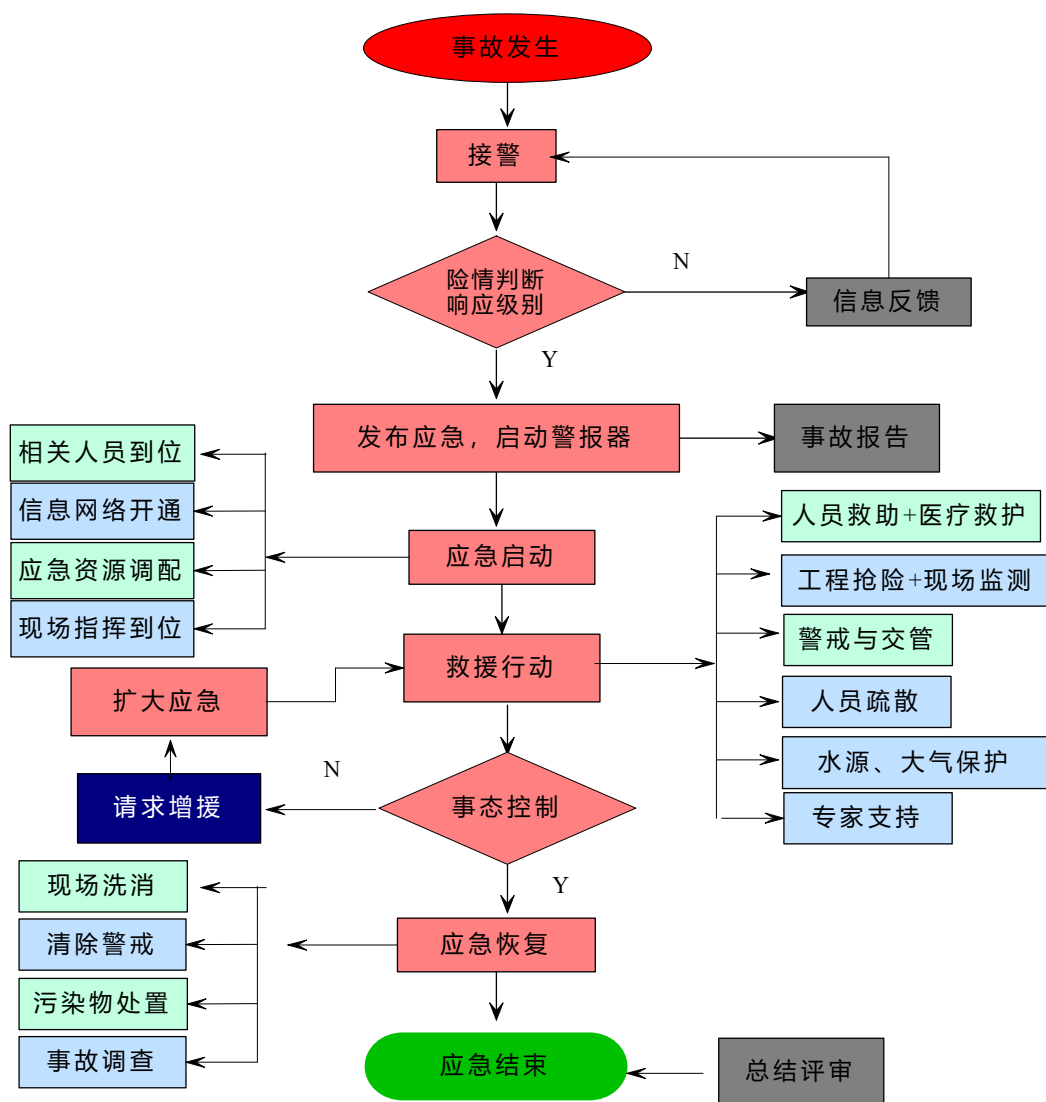 事故发生
接警
险情判断
响应级别
N
信息反馈
Y
发布应急，启动警报器
事故报告
相关人员到位
信息网络开通
应急资源调配
现场指挥到位
应急启动
人员救助+医疗救护
工程抢险+现场监测
警戒与交管
人员疏散
水源、大气保护
专家支持
救援行动
扩大应急
N
请求增援
事态控制
Y
现场洗消
清除警戒
污染物处置
事故调查
应急恢复
应急结束
总结评审